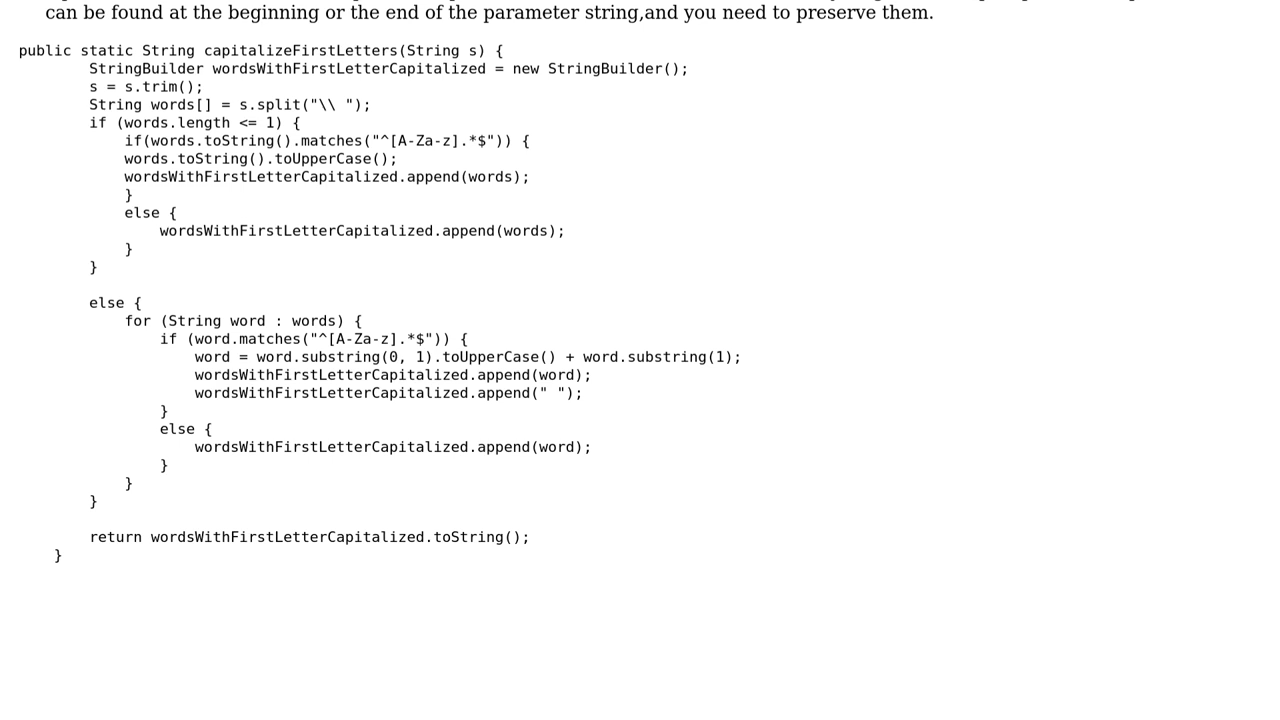 can be found at the beginning or the end of the parameter string,and you need to preserve them.
public static String capitalizeFirstLetters(String s) {
        StringBuilder wordsWithFirstLetterCapitalized = new StringBuilder();
        s = s.trim();
        String words[] = s.split("\\ ");
        if (words.length <= 1) {
            if(words.toString().matches("^[A-Za-z].*$")) {
            words.toString().toUpperCase();
            wordsWithFirstLetterCapitalized.append(words);
            }
            else {
                wordsWithFirstLetterCapitalized.append(words);
            }
        }
        else {
            for (String word : words) {
                if (word.matches("^[A-Za-z].*$")) {
                    word = word.substring(0, 1).toUpperCase() + word.substring(1);
                    wordsWithFirstLetterCapitalized.append(word);
                    wordsWithFirstLetterCapitalized.append(" ");
                }
                else {
                    wordsWithFirstLetterCapitalized.append(word);
                }
            }
        }
        return wordsWithFirstLetterCapitalized.toString();
    }